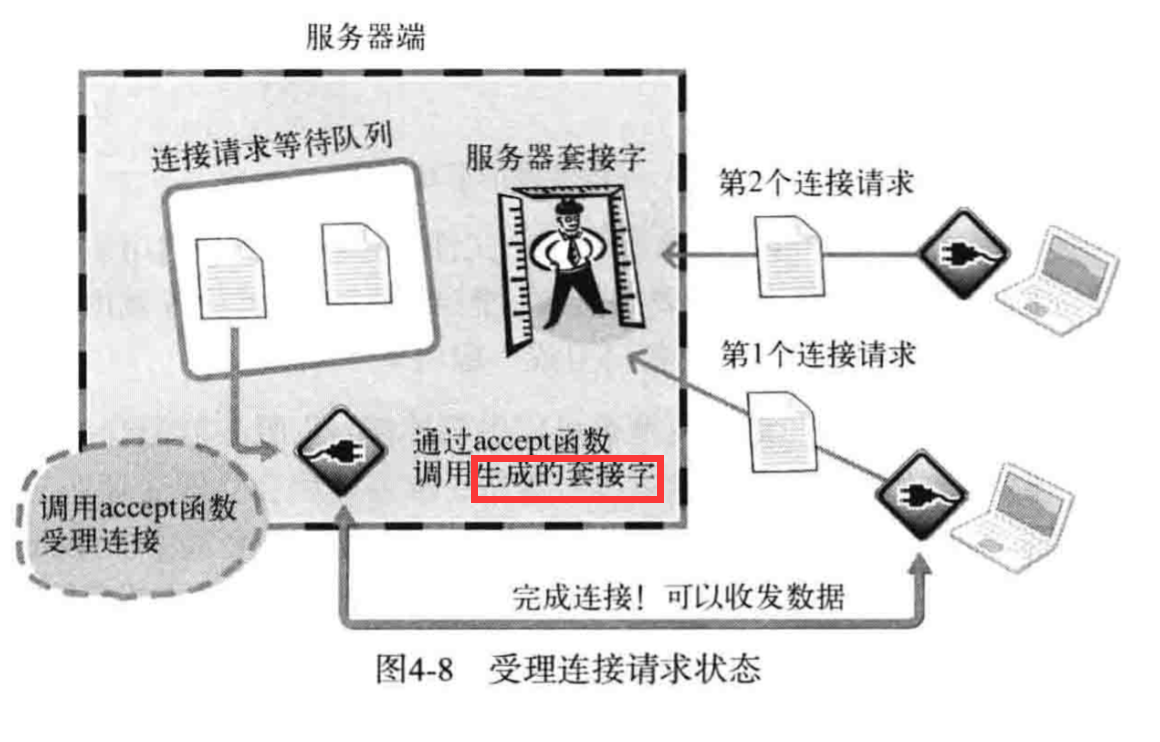 服务器端
连接请求等待队列
服务器套接字
第2个连接请求
第1个连接请求
通过accept函数
调用生成的套接字
调用accept函数
受理连接
完成连接！可以收发数据
图4-8 受理连接请求状态